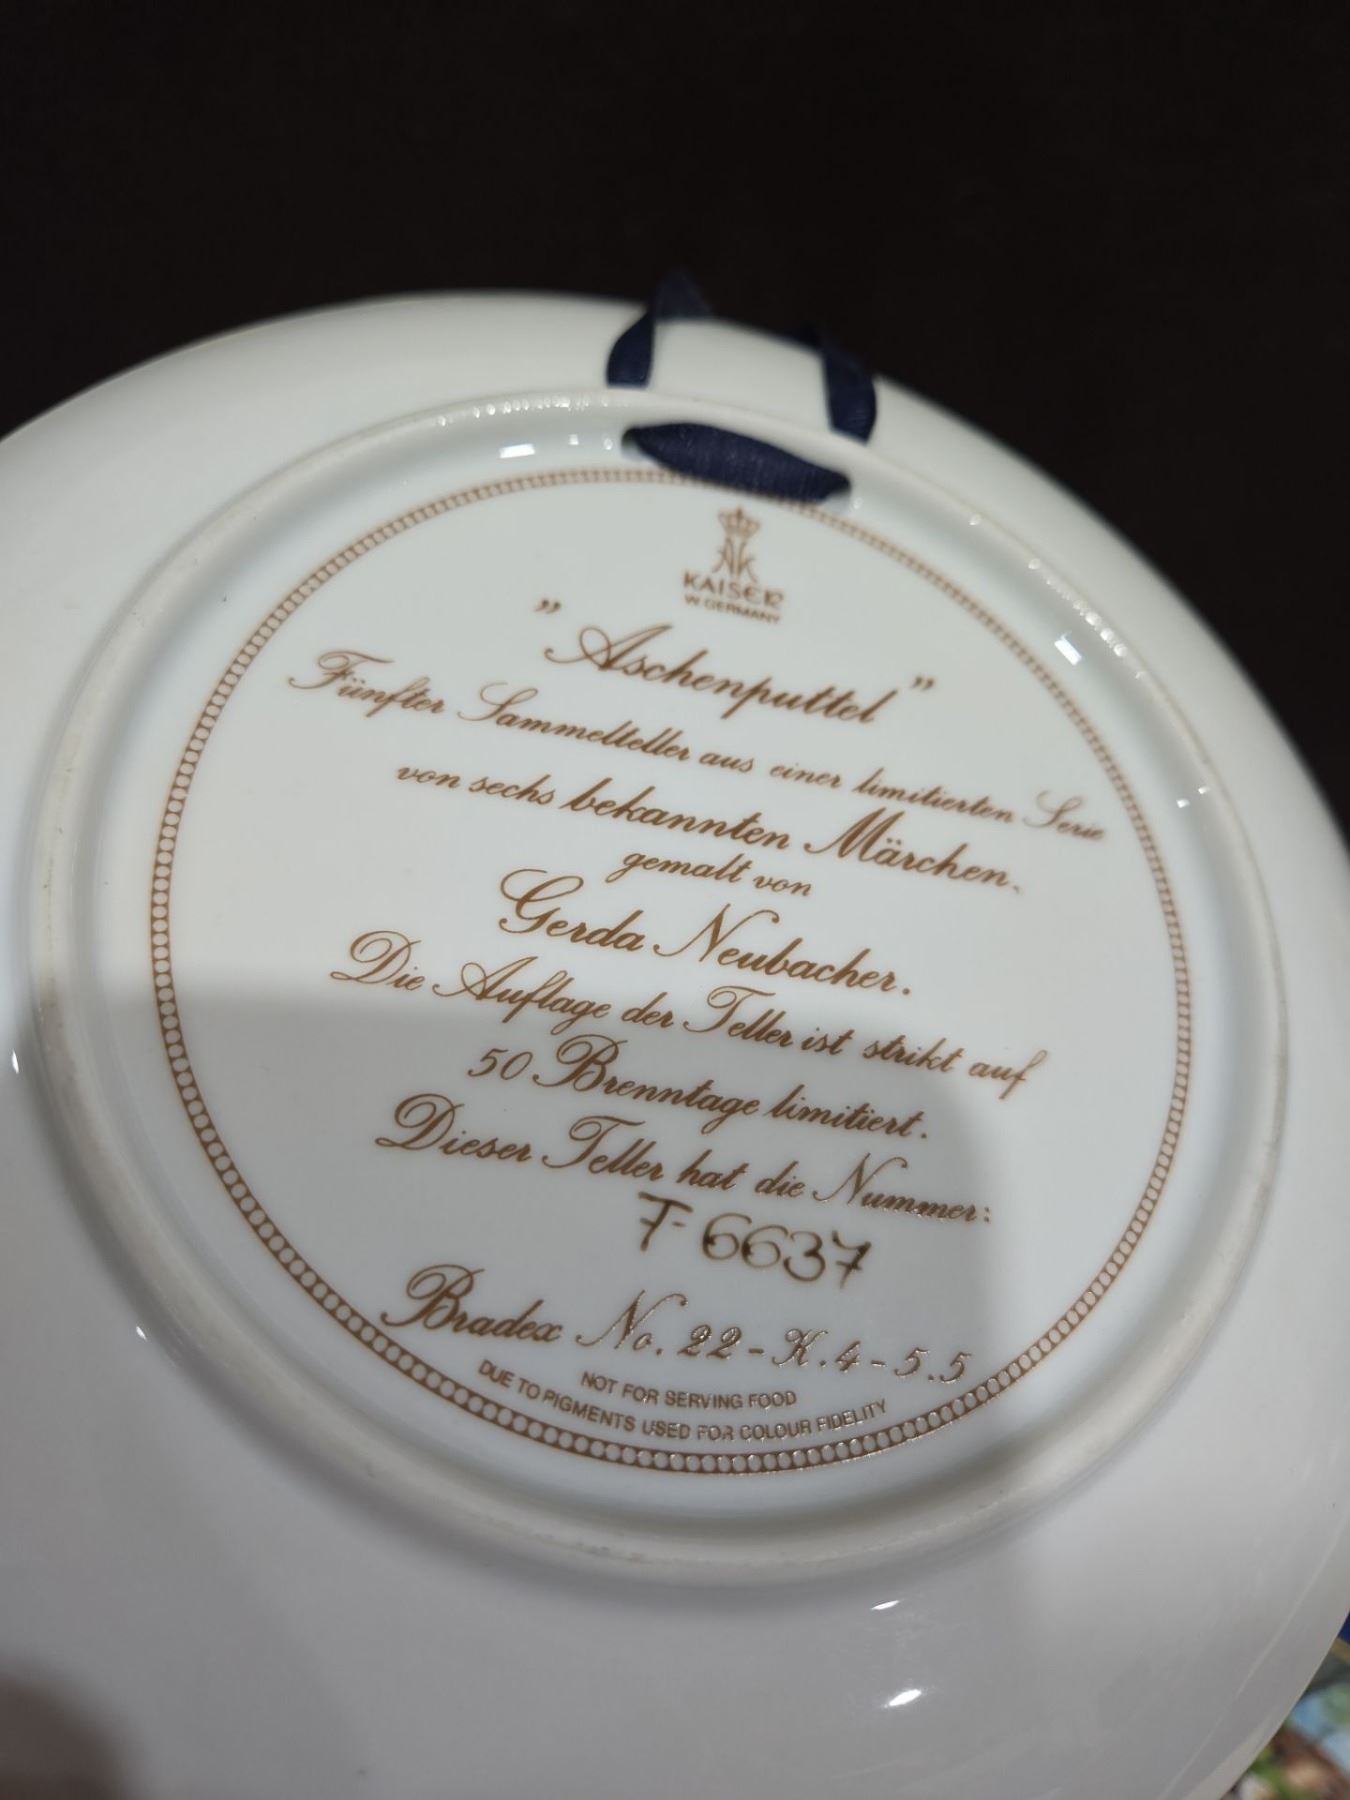 AK
KAISER
W. GERMANY
"Aschenputtel"
Fünfter Sammelteller aus einer limitierten Serie
von sechs bekannten Märchen.
gemalt von
Gerda Neubacher.
Die Auflage der Teller ist strikt auf
50 Brenntage limitiert.
Dieser Teller hat die Nummer:
F-6637
Bradex No. 22-K.4-5.5
NOT FOR SERVING FOOD
DUE TO PIGMENTS USED FOR COLOUR FIDELITY